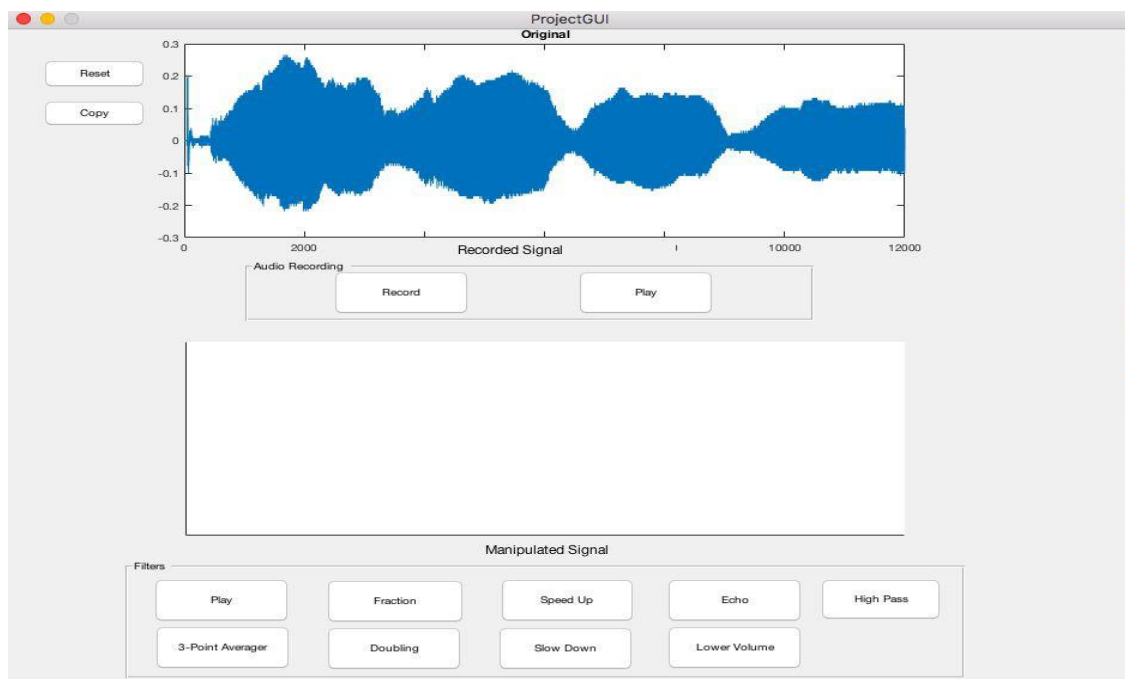 ProjectGUI
Original
Reset
Copy
0.3
0.2
0.1
0
-0.1
-0.2
-0.3
0 2000 Recorded Signal 10000 12000
Audio Recording
Record Play
Manipulated Signal
Filters
Play Fraction Speed Up Echo High Pass
3-Point Averager Doubling Slow Down Lower Volume